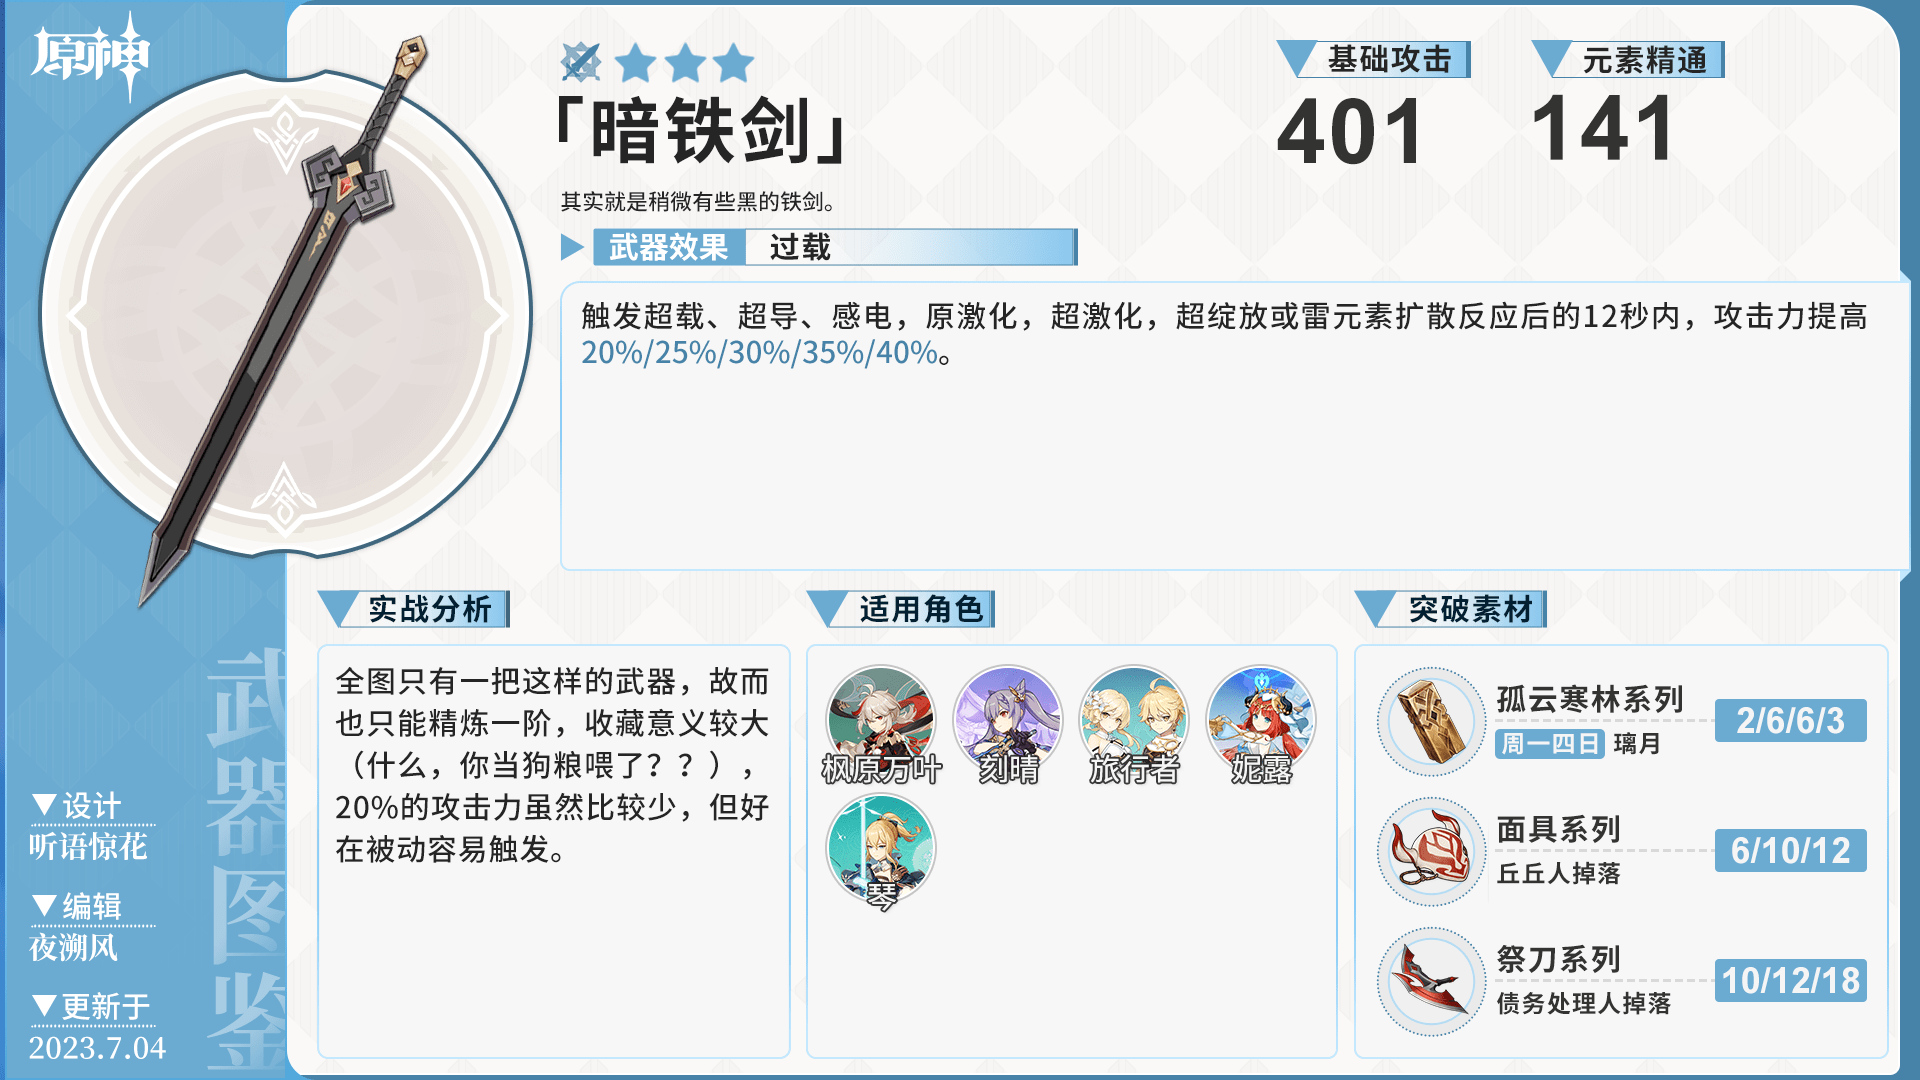 原神
「暗铁剑」
其实就是稍微有些黑的铁剑。
基础攻击
401
元素精通
141
武器效果 过载
触发超载、超导、感电，原激化，超激化，超绽放或雷元素扩散反应后的12秒内，攻击力提高
20%/25%/30%/35%/40%。
实战分析
全图只有一把这样的武器，故而
也只能精炼一阶，收藏意义较大
（什么，你当狗粮喂了？？），
20%的攻击力虽然比较少，但好
在被动容易触发。
适用角色
枫原万叶
刻晴
旅行者
妮露
琴
突破素材
孤云寒林系列
周一四日 璃月
2/6/6/3
面具系列
丘丘人掉落
6/10/12
祭刀系列
债务处理人掉落
10/12/18
武器图鉴
▼设计
听语惊花
▼编辑
夜溯风
▼更新于
2023.7.04